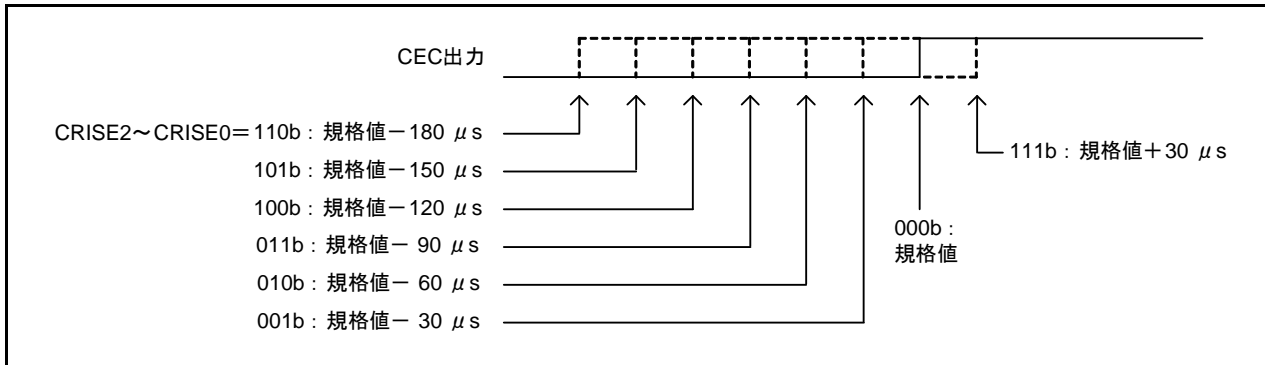 CEC出力
CRISE2～CRISE0＝110b：規格値－180 μs
101b：規格値－150 μs
100b：規格値－120 μs
011b：規格値－ 90 μs
010b：規格値－ 60 μs
001b：規格値－ 30 μs
000b：
規格値
111b：規格値＋30 μs